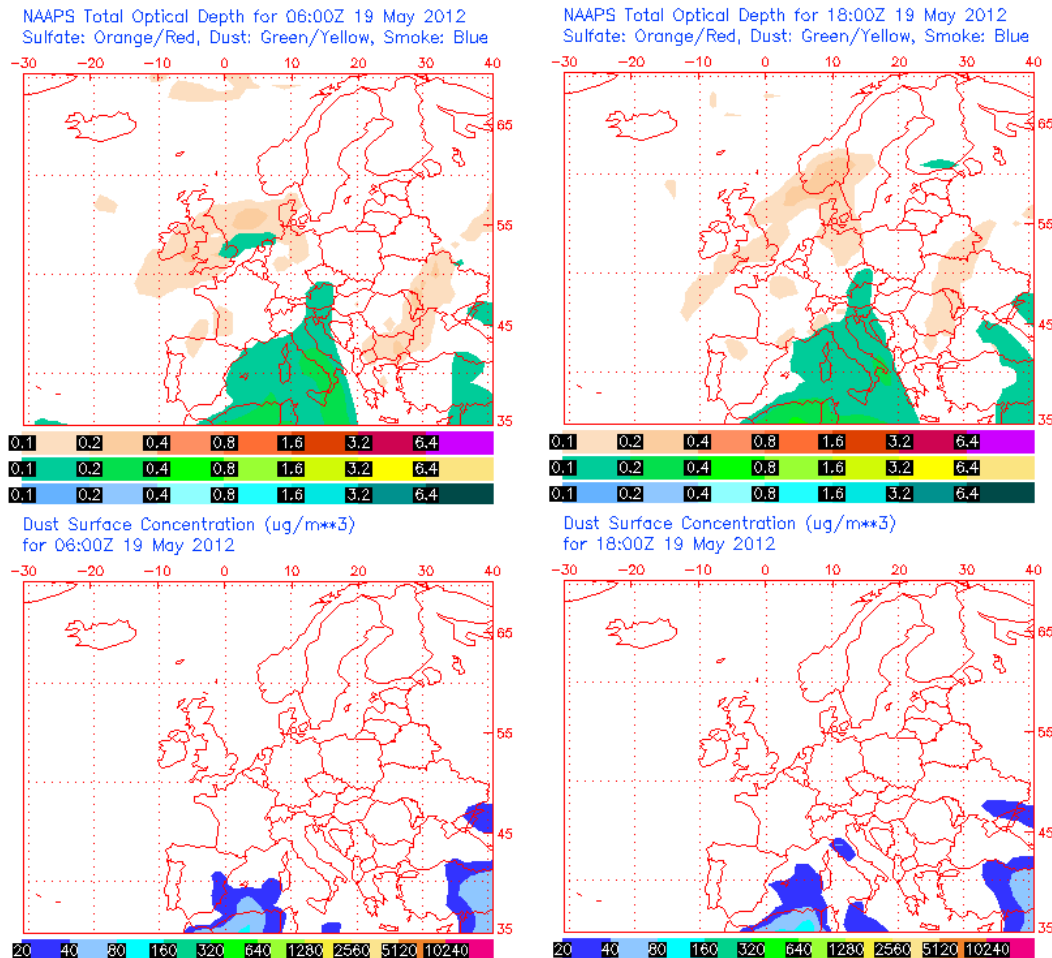 NAAPS Total Optical Depth for 06:00Z 19 May 2012
Sulfate: Orange/Red, Dust: Green/Yellow, Smoke: Blue
-30 -20 -10 0 10 20 30 40
65
55
45
35
0.1 0.2 0.4 0.8 1.6 3.2 6.4
0.1 0.2 0.4 0.8 1.6 3.2 6.4
0.1 0.2 0.4 0.8 1.6 3.2 6.4
NAAPS Total Optical Depth for 18:00Z 19 May 2012
Sulfate: Orange/Red, Dust: Green/Yellow, Smoke: Blue
-30 -20 -10 0 10 20 30 40
65
55
45
35
0.1 0.2 0.4 0.8 1.6 3.2 6.4
0.1 0.2 0.4 0.8 1.6 3.2 6.4
0.1 0.2 0.4 0.8 1.6 3.2 6.4
Dust Surface Concentration (ug/m**3)
for 06:00Z 19 May 2012
-30 -20 -10 0 10 20 30 40
65
55
45
35
20 40 80 160 320 640 1280 2560 5120 10240
Dust Surface Concentration (ug/m**3)
for 18:00Z 19 May 2012
-30 -20 -10 0 10 20 30 40
65
55
45
35
20 40 80 160 320 640 1280 2560 5120 10240